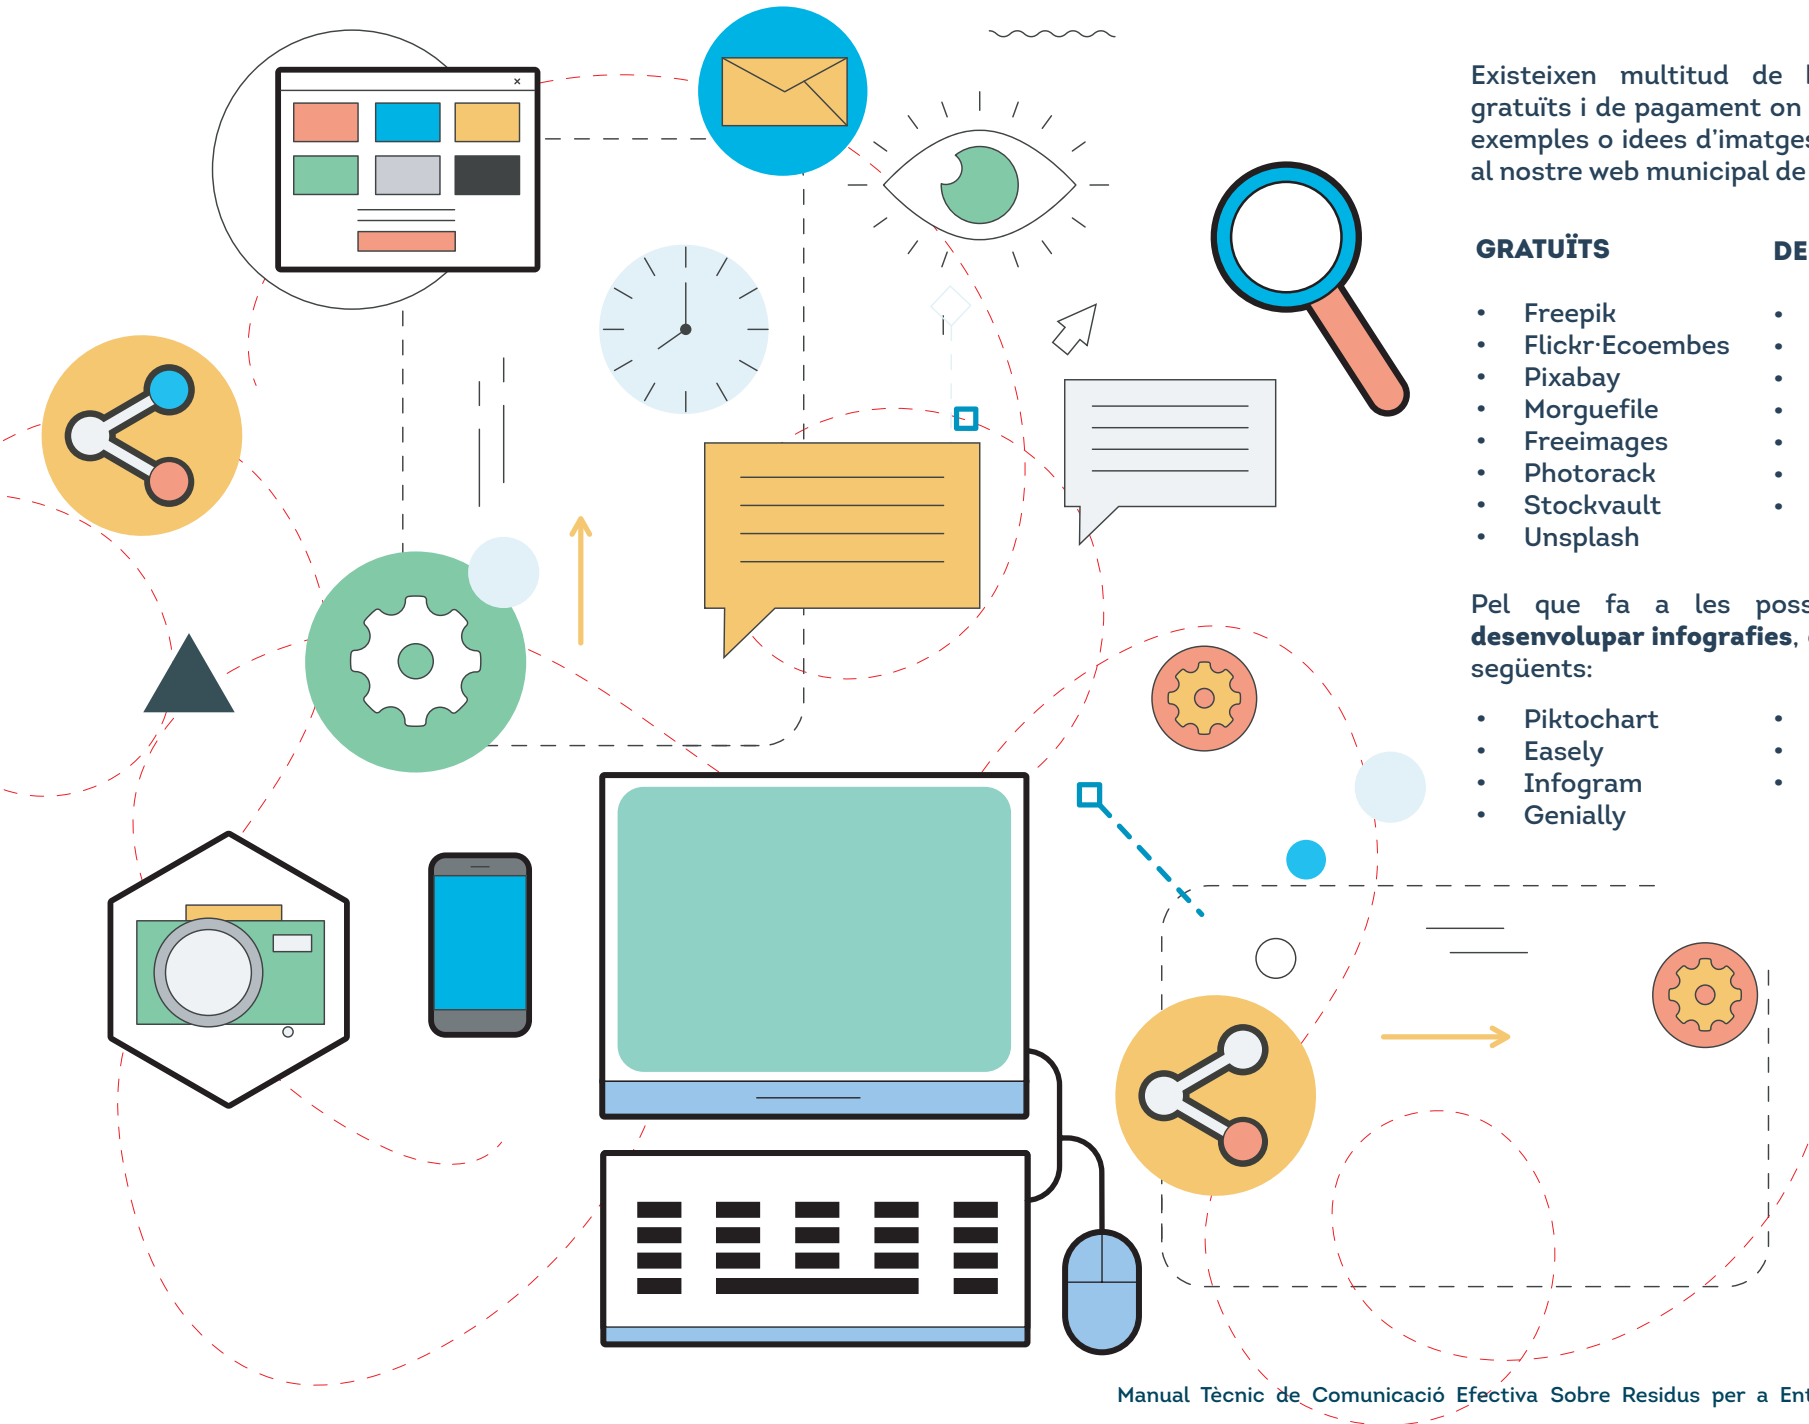 Existeixen multitud de
gratuïts i de pagament on
exemples o idees d'imatges
al nostre web municipal de
GRATUÏTS
DE
• Freepik
• Flickr·Ecoembes
• Pixabay
• Morguefile
• Freeimages
• Photorack
• Stockvault
• Unsplash
Pel que fa a les
desenvolupar infografies,
següents:
• Piktochart
• Easely
• Infogram
• Genially
Manual Tècnic de Comunicació Efectiva Sobre Residus per a